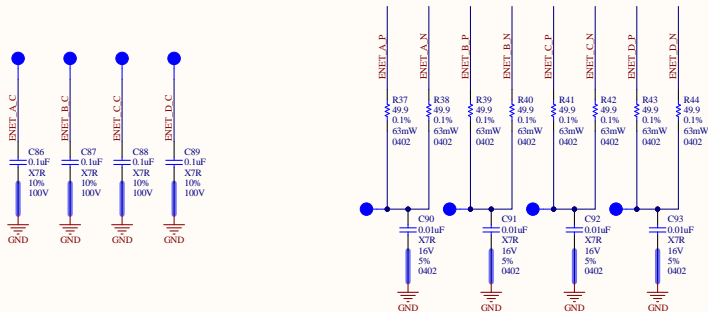 ENET_A_C
ENET_B_C
ENET_C_C
ENET_D_C
C86
0.1uF
X7R
10%
100V
C87
0.1uF
X7R
10%
100V
C88
0.1uF
X7R
10%
100V
C89
0.1uF
X7R
10%
100V
GND
GND
GND
GND
ENET_A_P
ENET_A_N
ENET_B_P
ENET_B_N
ENET_C_P
ENET_C_N
ENET_D_P
ENET_D_N
R37
49.9
0.1%
63mW
0402
R38
49.9
0.1%
63mW
0402
R39
49.9
0.1%
63mW
0402
R40
49.9
0.1%
63mW
0402
R41
49.9
0.1%
63mW
0402
R42
49.9
0.1%
63mW
0402
R43
49.9
0.1%
63mW
0402
R44
49.9
0.1%
63mW
0402
C90
0.01uF
X7R
16V
5%
0402
C91
0.01uF
X7R
16V
5%
0402
C92
0.01uF
X7R
16V
5%
0402
C93
0.01uF
X7R
16V
5%
0402
GND
GND
GND
GND